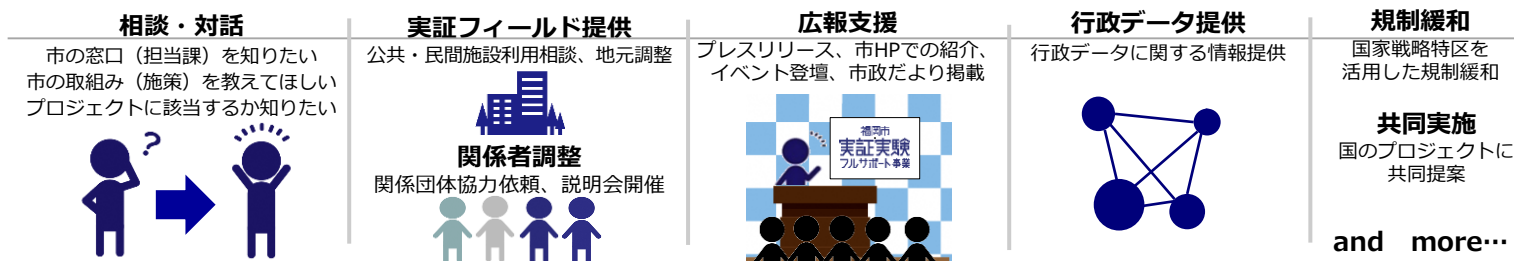 相談・対話
市の窓口（担当課）を知りたい
市の取組み（施策）を教えてほしい
プロジェクトに該当するか知りたい
?
実証フィールド提供
公共・民間施設利用相談、地元調整
関係者調整
関係団体協力依頼、説明会開催
広報支援
プレスリリース、市HPでの紹介、
イベント登壇、市政だより掲載
福岡市
実証実験
フルサポート事業
行政データ提供
行政データに関する情報提供
規制緩和
国家戦略特区を
活用した規制緩和
共同実施
国のプロジェクトに
共同提案
and more…